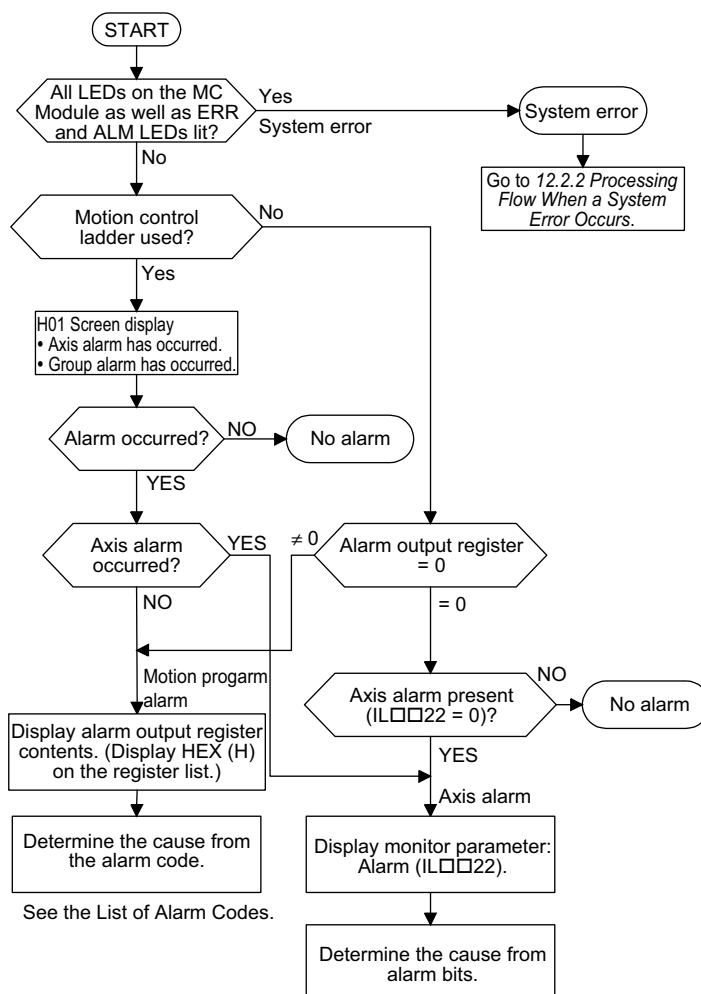 START
All LEDs on the MC
Module as well as ERR
and ALM LEDs lit?
Yes
System error
System error
No
Go to 12.2.2 Processing
Flow When a System
Error Occurs.
Motion control
ladder used?
No
Yes
H01 Screen display
• Axis alarm has occurred.
• Group alarm has occurred.
Alarm occurred?
NO
No alarm
YES
Axis alarm
occurred?
YES
NO
≠ 0
Alarm output register
= 0
= 0
Motion progarm
alarm
Axis alarm present
(IL□□22 = 0)?
NO
No alarm
YES
Display alarm output register
contents. (Display HEX (H)
on the register list.)
Axis alarm
Determine the cause from
the alarm code.
Display monitor parameter:
Alarm (IL□□22).
See the List of Alarm Codes.
Determine the cause from
alarm bits.